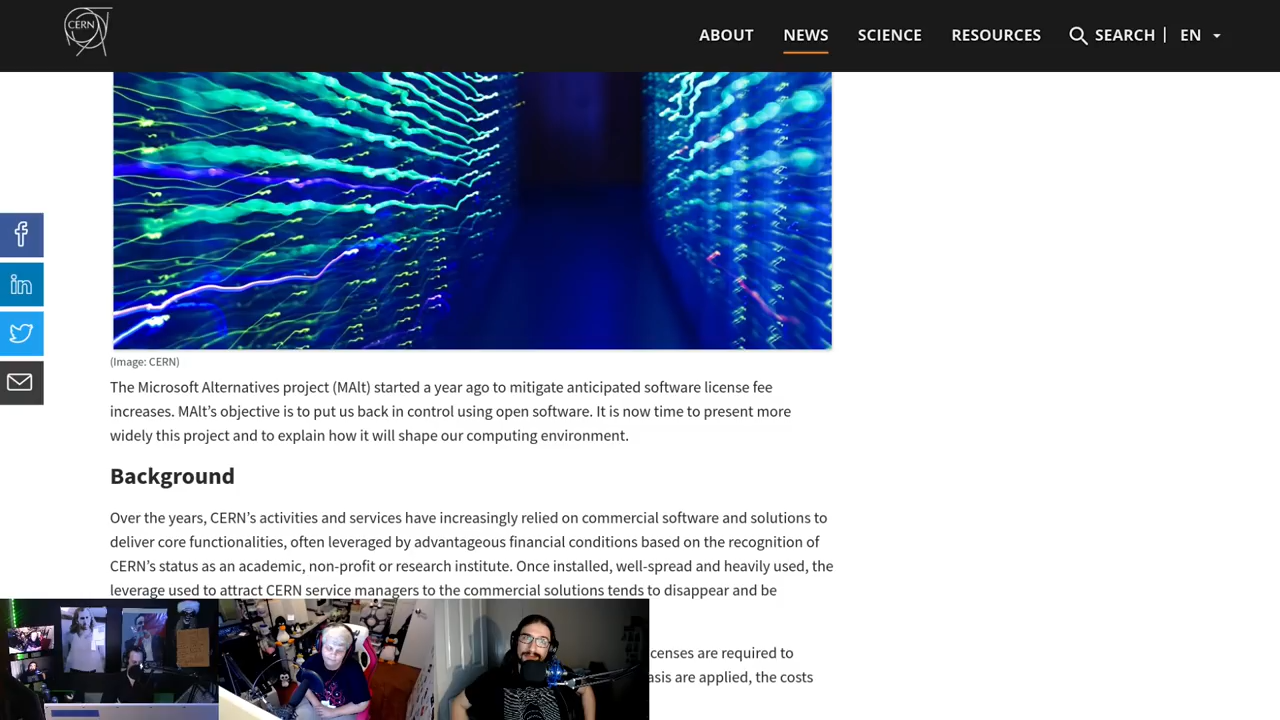 CERN
ABOUT
NEWS
SCIENCE
RESOURCES
SEARCH
EN
(Image: CERN)
The Microsoft Alternatives project (MAlt) started a year ago to mitigate anticipated software license fee
increases. MAlt’s objective is to put us back in control using open software. It is now time to present more
widely this project and to explain how it will shape our computing environment.
Background
Over the years, CERN’s activities and services have increasingly relied on commercial software and solutions to
deliver core functionalities, often leveraged by advantageous financial conditions based on the recognition of
CERN’s status as an academic, non-profit or research institute. Once installed, well-spread and heavily used, the
leverage used to attract CERN service managers to the commercial solutions tends to disappear and be
are required to
are applied, the costs